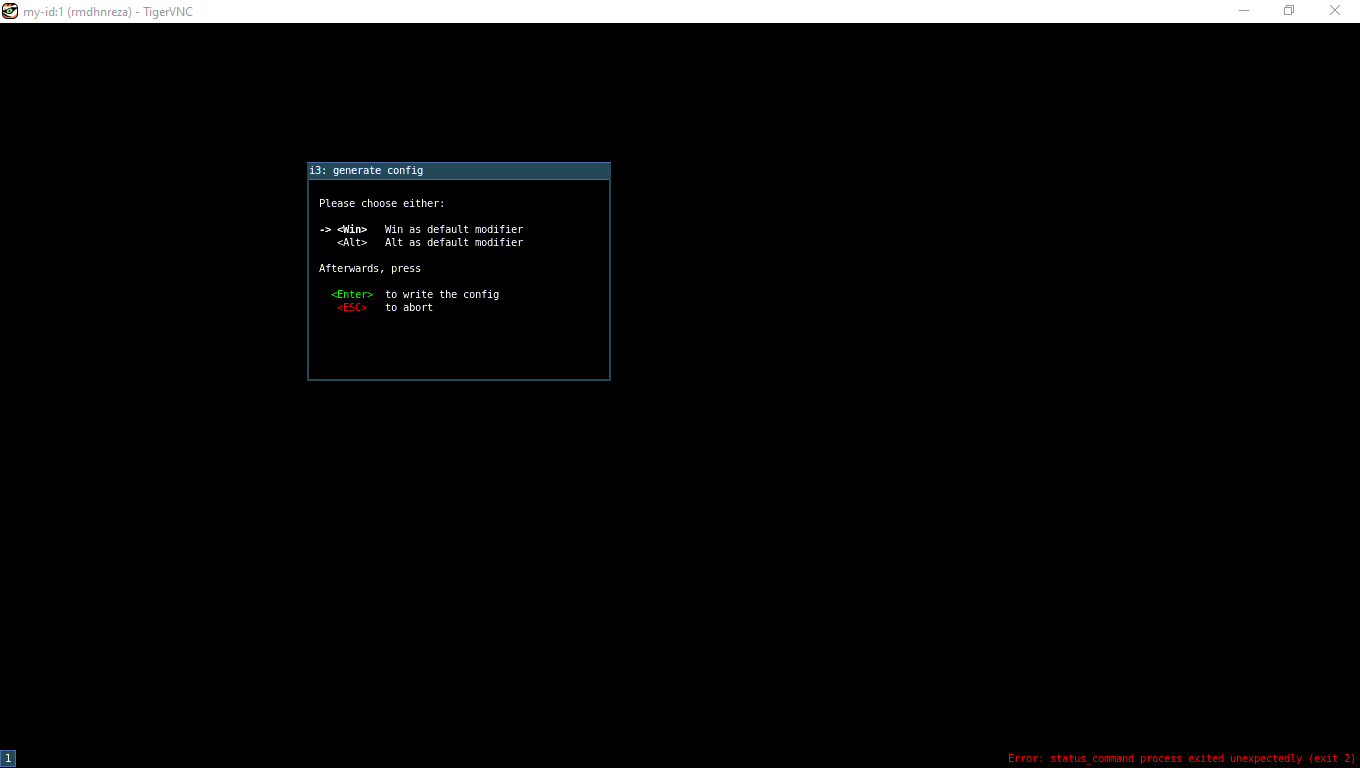 my-id:1 (rmdhnreza) - TigerVNC
i3: generate config
Please choose either:
-> <Win> Win as default modifier
<Alt> Alt as default modifier
Afterwards, press
<Enter> to write the config
<ESC> to abort
1
Error: status_command process exited unexpectedly (exit 2)